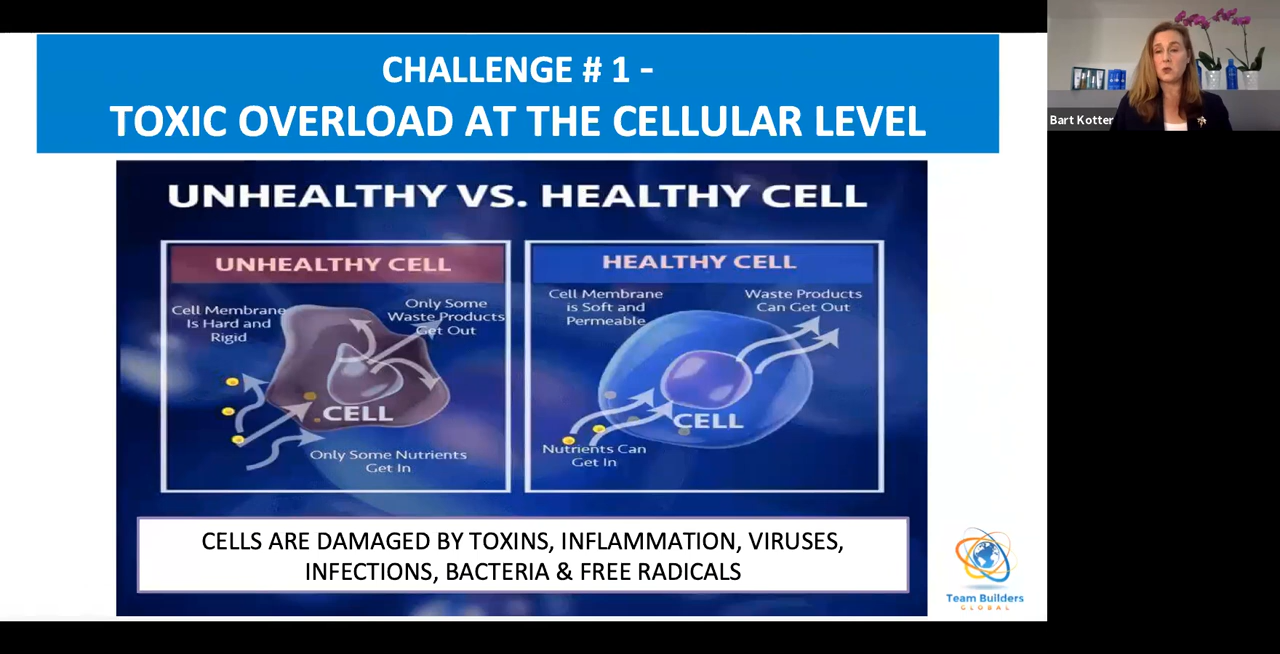 CHALLENGE # 1 -
TOXIC OVERLOAD AT THE CELLULAR LEVEL
Bart Kotter
UNHEALTHY VS. HEALTHY CELL
UNHEALTHY CELL
Cell Membrane
Is Hard and
Rigid
Only Some
Waste Products
Get Out
CELL
Only Some Nutrients
Get In
HEALTHY CELL
Cell Membrane
is Soft and
Permeable
Waste Products
Can Get Out
CELL
Nutrients Can
Get In
CELLS ARE DAMAGED BY TOXINS, INFLAMMATION, VIRUSES,
INFECTIONS, BACTERIA & FREE RADICALS
Team Builders
GLOBAL